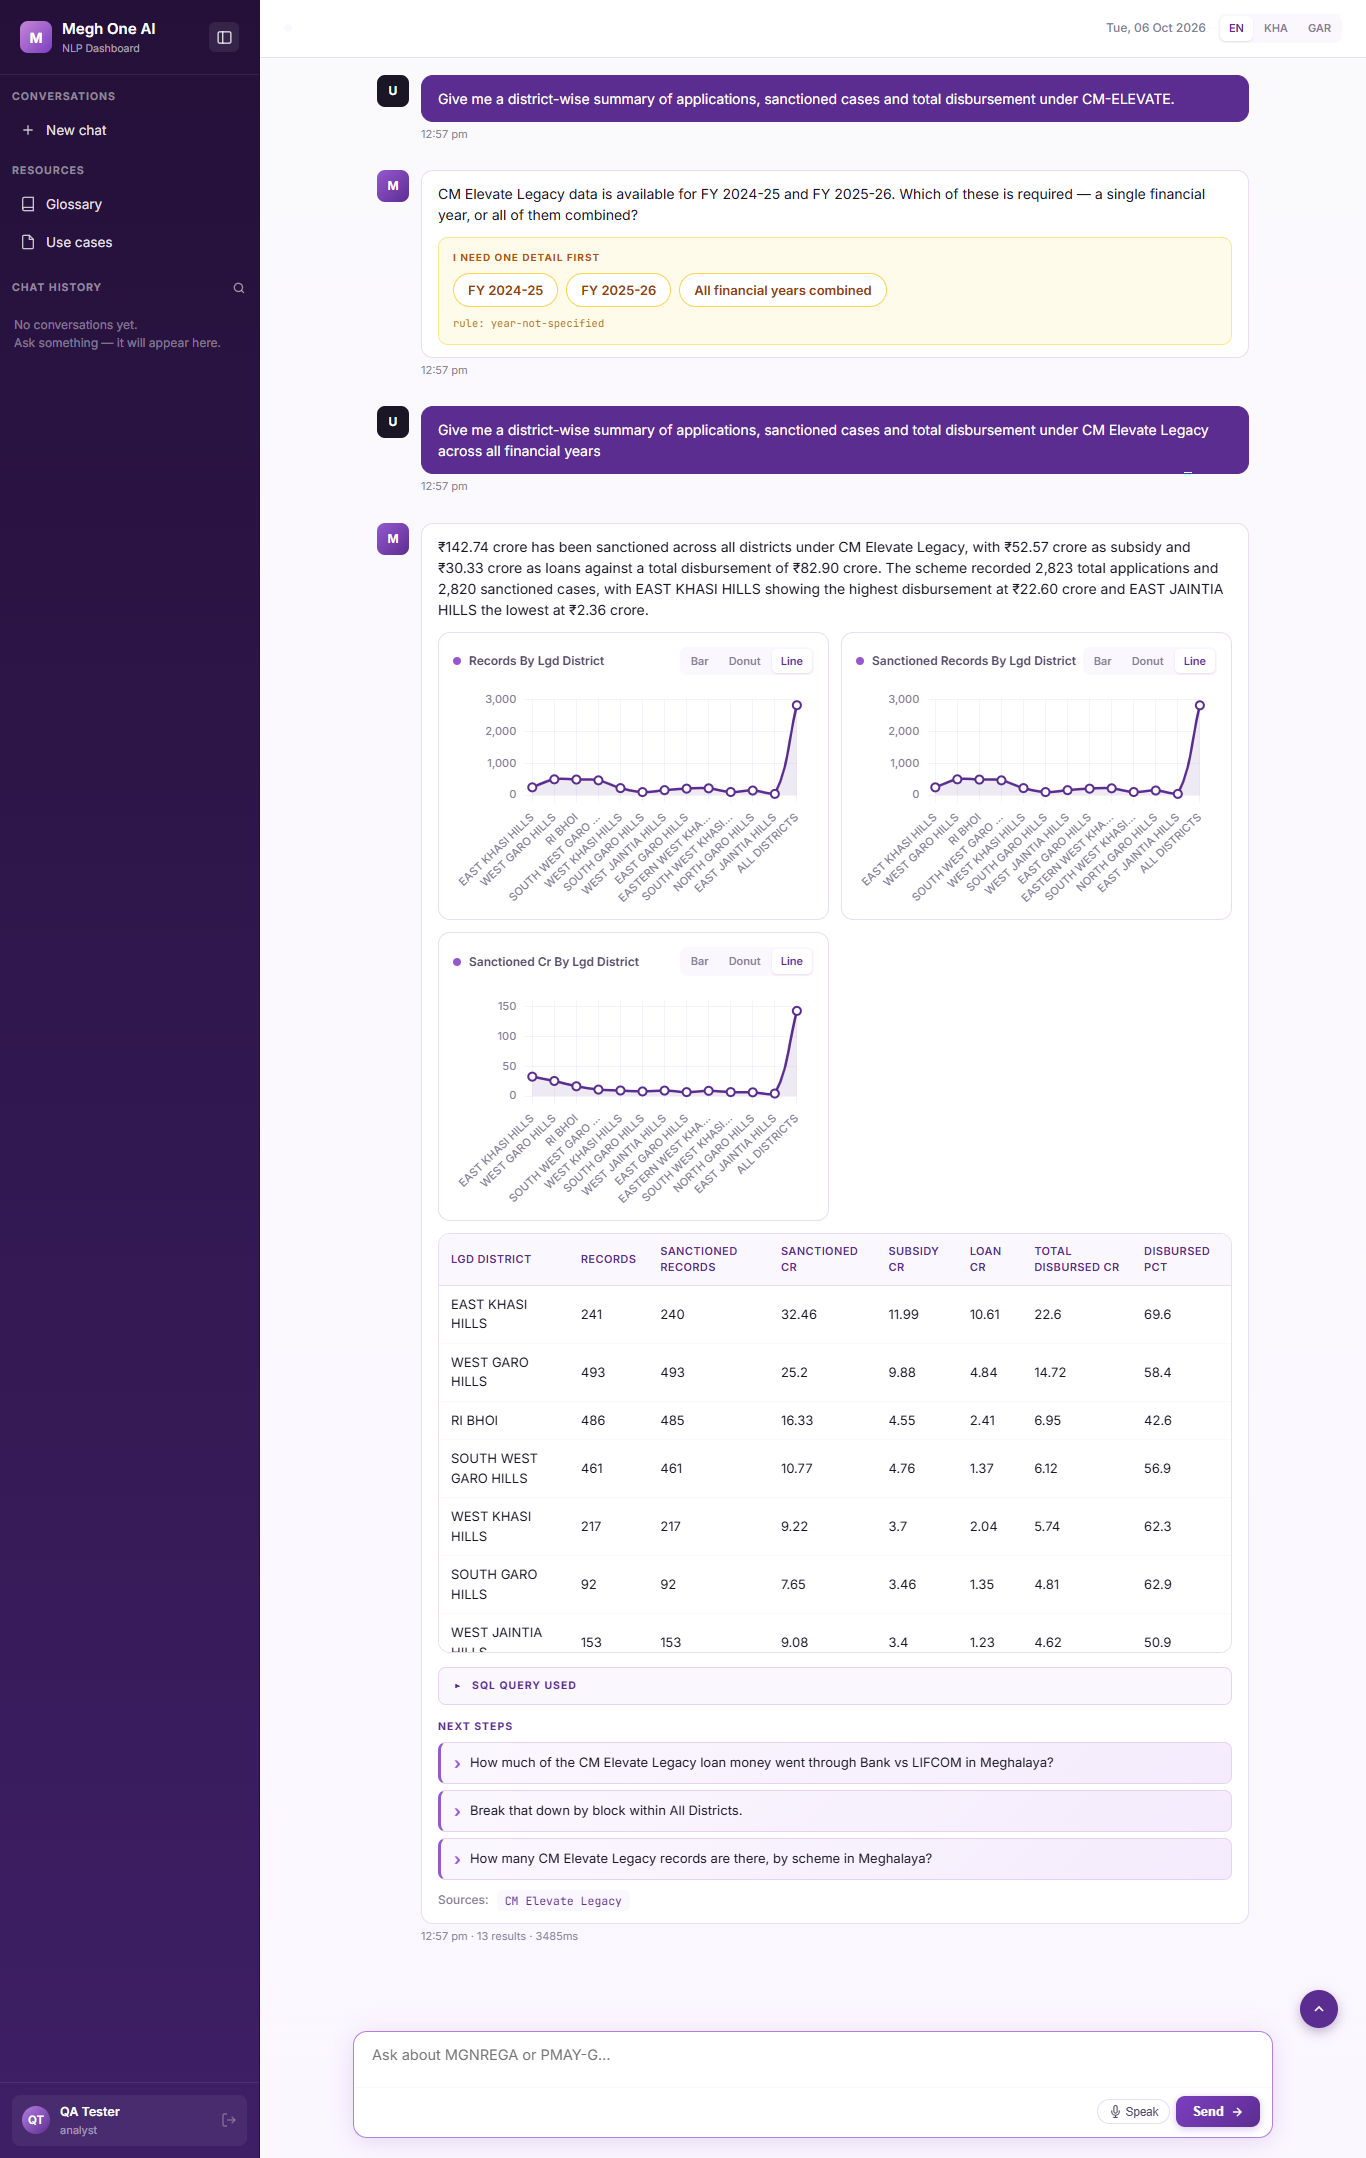 M
Megh One AI
NLP Dashboard
CONVERSATIONS
+ New chat
RESOURCES
Glossary
Use cases
CHAT HISTORY
No conversations yet.
Ask something — it will appear here.
QT
QA Tester
analyst
Tue, 06 Oct 2026
EN KHA GAR
U
Give me a district-wise summary of applications, sanctioned cases and total disbursement under CM-ELEVATE.
12:57 pm
M
CM Elevate Legacy data is available for FY 2024-25 and FY 2025-26. Which of these is required — a single financial
year, or all of them combined?
I NEED ONE DETAIL FIRST
FY 2024-25 FY 2025-26 All financial years combined
rule: year-not-specified
12:57 pm
U
Give me a district-wise summary of applications, sanctioned cases and total disbursement under CM Elevate Legacy
across all financial years
12:57 pm
M
₹142.74 crore has been sanctioned across all districts under CM Elevate Legacy, with ₹52.57 crore as subsidy and
₹30.33 crore as loans against a total disbursement of ₹82.90 crore. The scheme recorded 2,823 total applications and
2,820 sanctioned cases, with EAST KHASI HILLS showing the highest disbursement at ₹22.60 crore and EAST JAINTIA
HILLS the lowest at ₹2.36 crore.
Records By Lgd District Bar Donut Line
3,000
2,000
1,000
0
EAST KHASI HILLS
WEST GARO HILLS
RI BHOI
SOUTH WEST GARO ...
WEST KHASI HILLS
SOUTH GARO HILLS
WEST JAINTIA HILLS
EAST GARO HILLS
EASTERN WEST KHA...
SOUTH WEST KHASI...
NORTH GARO HILLS
EAST JAINTIA HILLS
ALL DISTRICTS
Sanctioned Records By Lgd District Bar Donut Line
3,000
2,000
1,000
0
EAST KHASI HILLS
WEST GARO HILLS
RI BHOI
SOUTH WEST GARO ...
WEST KHASI HILLS
SOUTH GARO HILLS
WEST JAINTIA HILLS
EAST GARO HILLS
EASTERN WEST KHA...
SOUTH WEST KHASI...
NORTH GARO HILLS
EAST JAINTIA HILLS
ALL DISTRICTS
Sanctioned Cr By Lgd District Bar Donut Line
150
100
50
0
EAST KHASI HILLS
WEST GARO HILLS
RI BHOI
SOUTH WEST GARO ...
WEST KHASI HILLS
SOUTH GARO HILLS
WEST JAINTIA HILLS
EAST GARO HILLS
EASTERN WEST KHA...
SOUTH WEST KHASI...
NORTH GARO HILLS
EAST JAINTIA HILLS
ALL DISTRICTS
LGD DISTRICT RECORDS SANCTIONED RECORDS SANCTIONED CR SUBSIDY CR LOAN CR TOTAL DISBURSED CR DISBURSED PCT
EAST KHASI HILLS 241 240 32.46 11.99 10.61 22.6 69.6
WEST GARO HILLS 493 493 25.2 9.88 4.84 14.72 58.4
RI BHOI 486 485 16.33 4.55 2.41 6.95 42.6
SOUTH WEST GARO HILLS 461 461 10.77 4.76 1.37 6.12 56.9
WEST KHASI HILLS 217 217 9.22 3.7 2.04 5.74 62.3
SOUTH GARO HILLS 92 92 7.65 3.46 1.35 4.81 62.9
WEST JAINTIA HILLS 153 153 9.08 3.4 1.23 4.62 50.9
SQL QUERY USED
NEXT STEPS
How much of the CM Elevate Legacy loan money went through Bank vs LIFCOM in Meghalaya?
Break that down by block within All Districts.
How many CM Elevate Legacy records are there, by scheme in Meghalaya?
Sources: CM Elevate Legacy
12:57 pm · 13 results · 3485ms
Ask about MGNREGA or PMAY-G...
Speak Send →